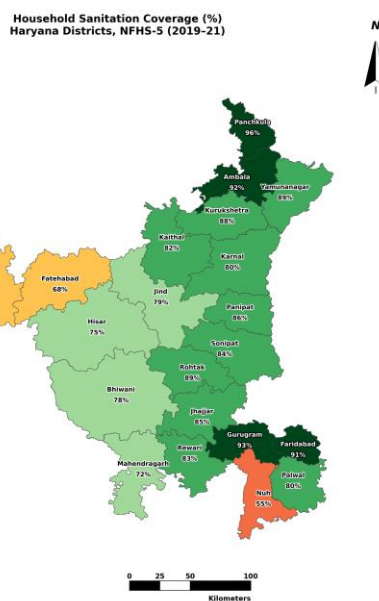 Household Sanitation Coverage (%)
Haryana Districts, NFHS-5 (2019–21)
N
Panchkula
96%
Ambala
92%
Yamunanagar
89%
Kurukshetra
88%
Kaithal
82%
Karnal
80%
Fatehabad
68%
Jind
79%
Panipat
86%
Hisar
75%
Sonipat
84%
Rohtak
89%
Bhiwani
78%
Jhajjar
85%
Gurugram
93%
Faridabad
91%
Rewari
83%
Mahendragarh
72%
Palwal
80%
Nuh
55%
0 25 50 100
Kilometers